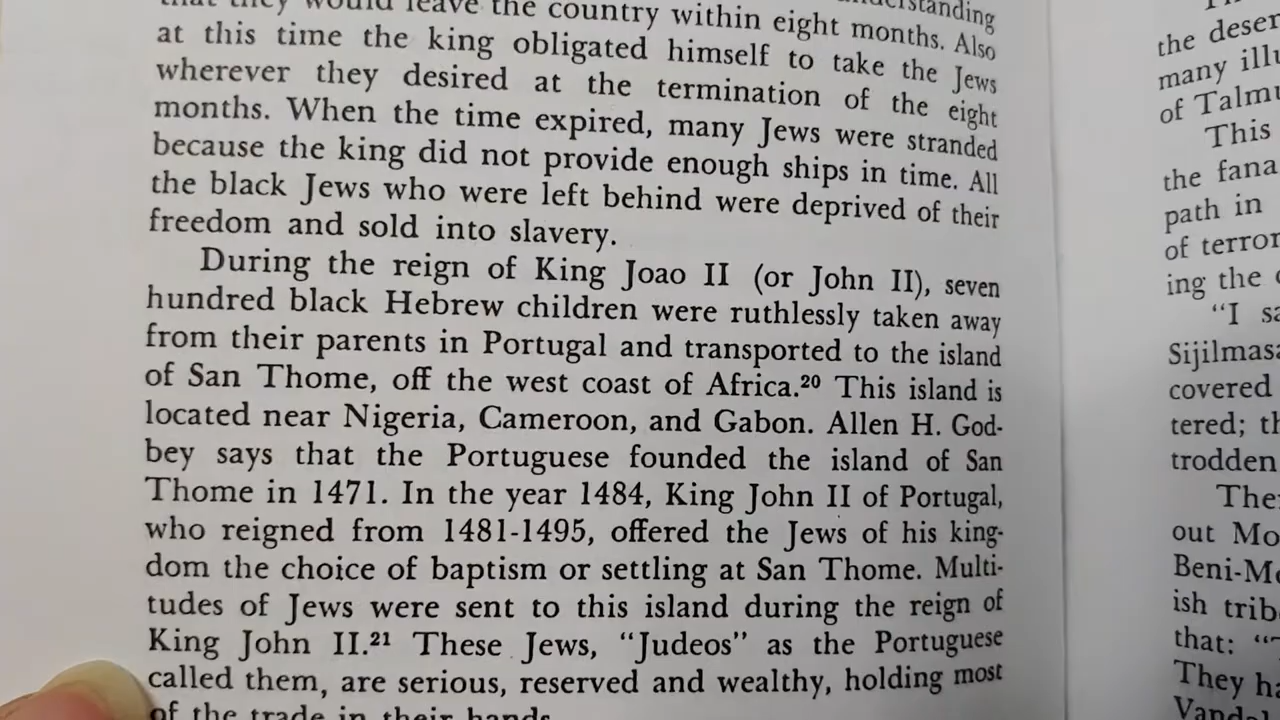 that they would leave the country within eight months. Also
at this time the king obligated himself to take the Jews
wherever they desired at the termination of the eight
months. When the time expired, many Jews were stranded
because the king did not provide enough ships in time. All
the black Jews who were left behind were deprived of their
freedom and sold into slavery.
During the reign of King Joao II (or John II), seven
hundred black Hebrew children were ruthlessly taken away
from their parents in Portugal and transported to the island
of San Thome, off the west coast of Africa.²⁰ This island is
located near Nigeria, Cameroon, and Gabon. Allen H. God-
bey says that the Portuguese founded the island of San
Thome in 1471. In the year 1484, King John II of Portugal,
who reigned from 1481-1495, offered the Jews of his king-
dom the choice of baptism or settling at San Thome. Multi-
tudes of Jews were sent to this island during the reign of
King John II.²¹ These Jews, “Judeos” as the Portuguese
called them, are serious, reserved and wealthy, holding most
of the trade in their hands
the deser
many illu
of Talmu
This
the fana
path in
of terror
ing the
“I sa
Sijilmasa
covered
tered; th
trodden
The
out Mo
Beni-Me
ish trib
that: “T
They ha
Vandal